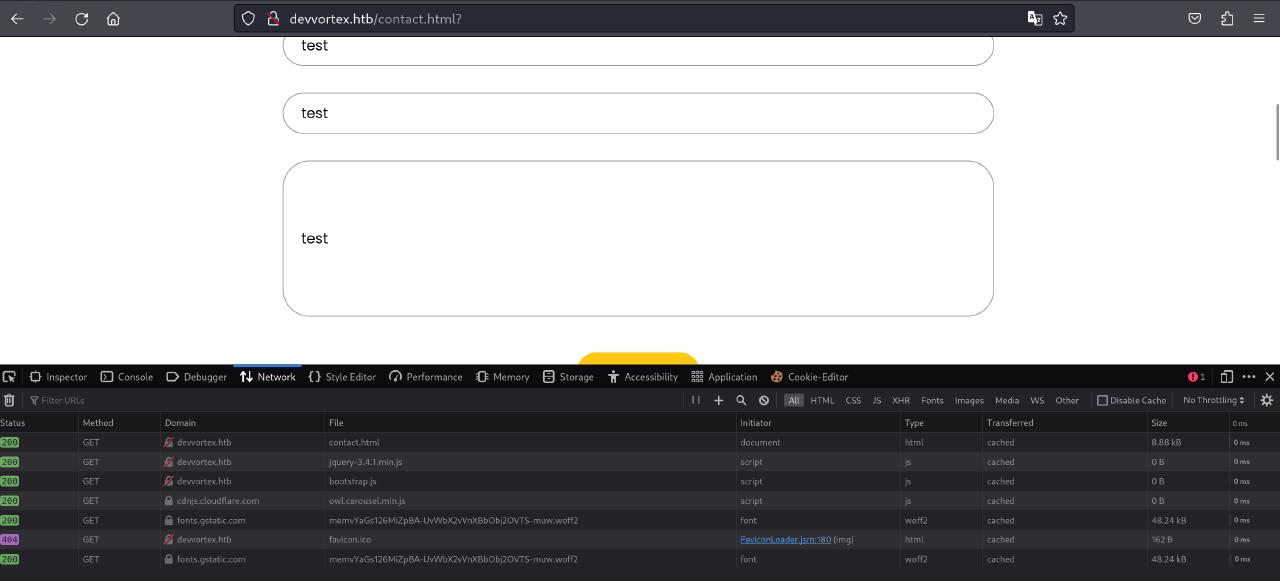 devvortex.htb/contact.html?
test
test
test
Inspector Console Debugger Network Style Editor Performance Memory Storage Accessibility Application Cookie-Editor 1
Filter URLs All HTML CSS JS XHR Fonts Images Media WS Other Disable Cache No Throttling
Status Method Domain File Initiator Type Transferred Size 0 ms
200 GET devvortex.htb contact.html document html cached 8.88 kB 0 ms
200 GET devvortex.htb jquery-3.4.1.min.js script js cached 0 B 0 ms
200 GET devvortex.htb bootstrap.js script js cached 0 B 0 ms
200 GET cdnjs.cloudflare.com owl.carousel.min.js script js cached 0 B 0 ms
200 GET fonts.gstatic.com memvYaGs126MiZpBA-UvWbX2vVnXBbObj2OVTS-muw.woff2 font woff2 cached 48.24 kB 0 ms
404 GET devvortex.htb favicon.ico FaviconLoader.jsm:180 (img) html cached 162 B 0 ms
200 GET fonts.gstatic.com memvYaGs126MiZpBA-UvWbX2vVnXBbObj2OVTS-muw.woff2 font woff2 cached 48.24 kB 0 ms